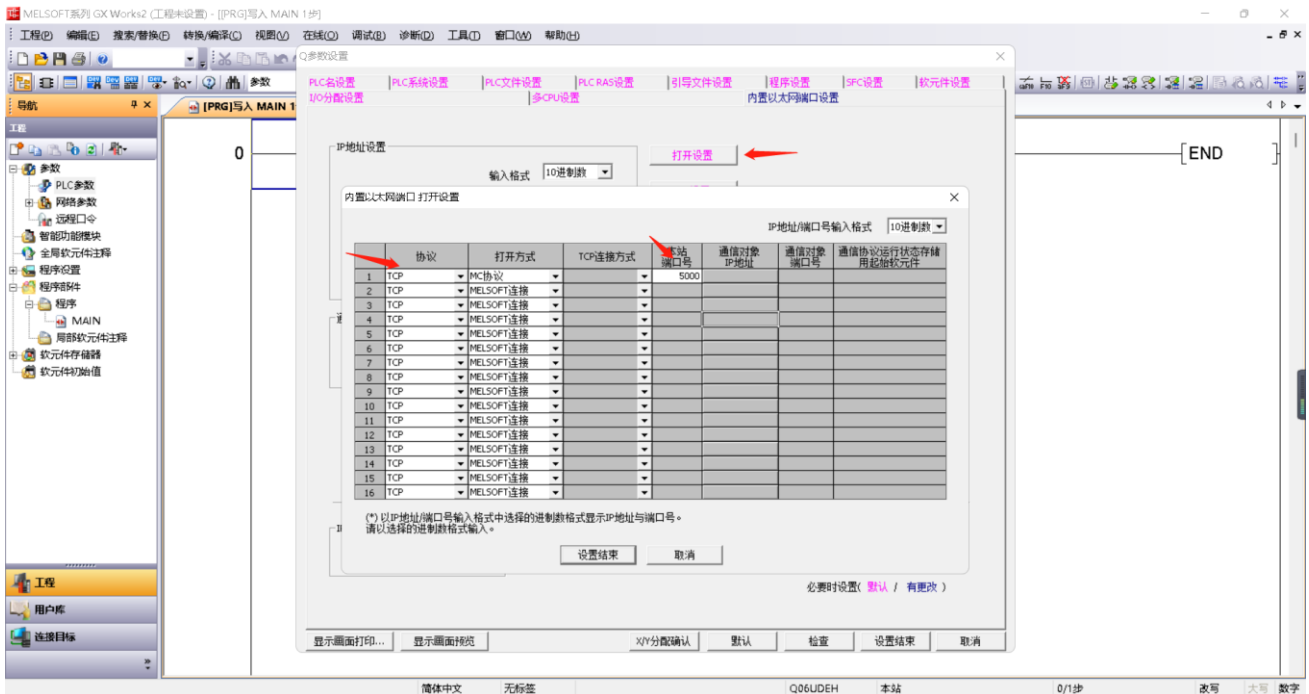 MELSOFT系列 GX Works2 (工程未设置) - [[PRG]写入 MAIN 1步]
工程(P) 编辑(E) 搜索/替换(F) 转换/编译(C) 视图(V) 在线(O) 调试(B) 诊断(D) 工具(T) 窗口(W) 帮助(H)
Q参数设置
参数
PLC名设置 PLC系统设置 PLC文件设置 PLC RAS设置 引导文件设置 程序设置 SFC设置 软元件设置
I/O分配设置 多CPU设置 内置以太网端口设置
导航
[PRG]写入 MAIN 1
工程
0
END
IP地址设置
打开设置
输入格式 10进制数
参数
PLC参数
网络参数
远程口令
智能功能模块
全局软元件注释
程序设置
程序部件
程序
MAIN
局部软元件注释
软元件存储器
软元件初始值
内置以太网端口 打开设置
IP地址/端口号输入格式 10进制数
协议 打开方式 TCP连接方式 本站端口号 通信对象IP地址 通信对象端口号 通信协议运行状态存储用起始软元件
1 TCP MC协议 5000
2 TCP MELSOFT连接
3 TCP MELSOFT连接
4 TCP MELSOFT连接
5 TCP MELSOFT连接
6 TCP MELSOFT连接
7 TCP MELSOFT连接
8 TCP MELSOFT连接
9 TCP MELSOFT连接
10 TCP MELSOFT连接
11 TCP MELSOFT连接
12 TCP MELSOFT连接
13 TCP MELSOFT连接
14 TCP MELSOFT连接
15 TCP MELSOFT连接
16 TCP MELSOFT连接
(*) 以IP地址/端口号输入格式中选择的进制数格式显示IP地址与端口号。
请以选择的进制数格式输入。
设置结束 取消
必要时设置( 默认 / 有更改 )
工程
用户库
连接目标
显示画面打印... 显示画面预览 X/Y分配确认 默认 检查 设置结束 取消
简体中文 无标签 Q06UDEH 本站 0/1步 改写 大写 数字